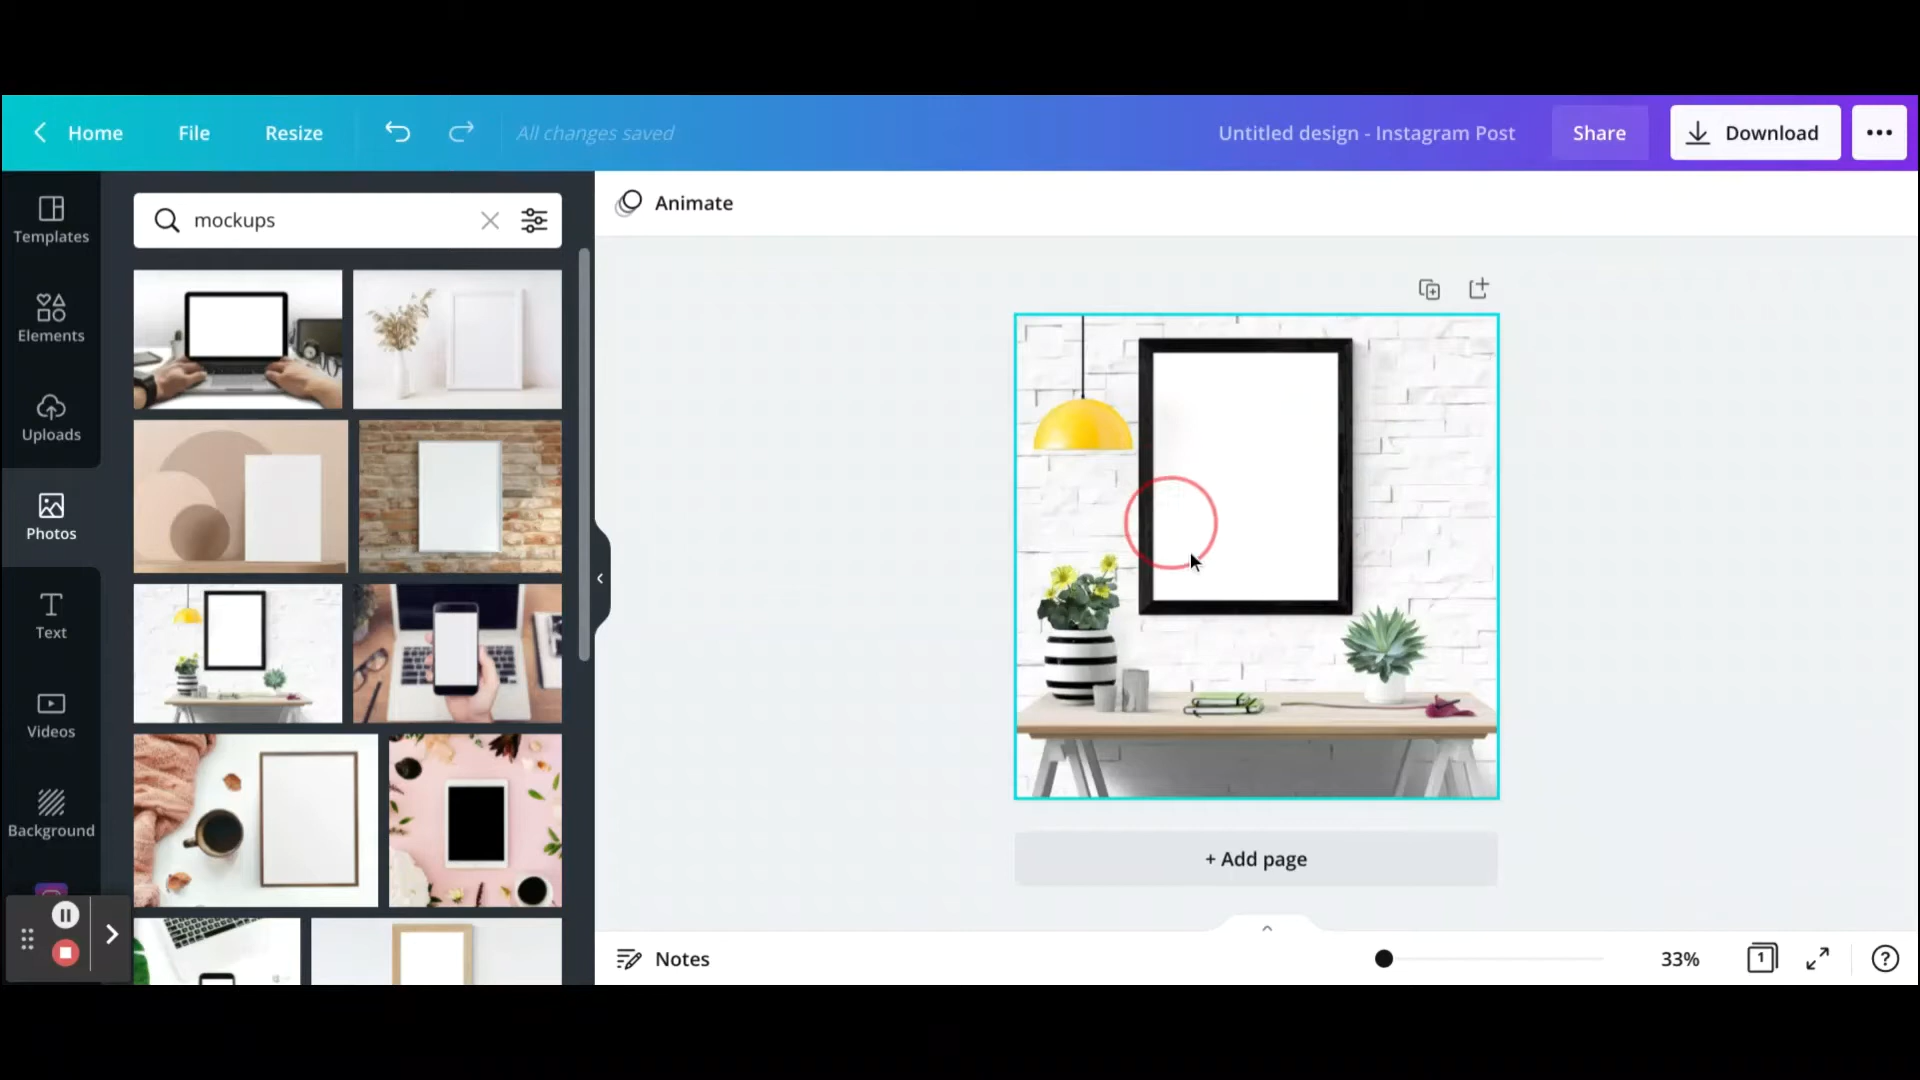 Home
File
Resize
All changes saved
Untitled design - Instagram Post
Share
Download
Templates
Elements
Uploads
Photos
Text
Videos
Background
mockups
Animate
+ Add page
Notes
33%
1
?